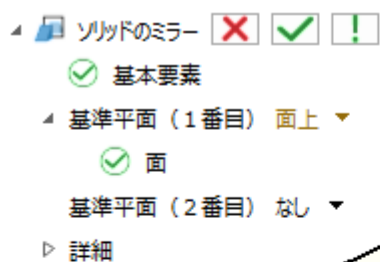 ソリッドのミラー
基本要素
基準平面（１番目） 面上
面
基準平面（２番目） なし
詳細